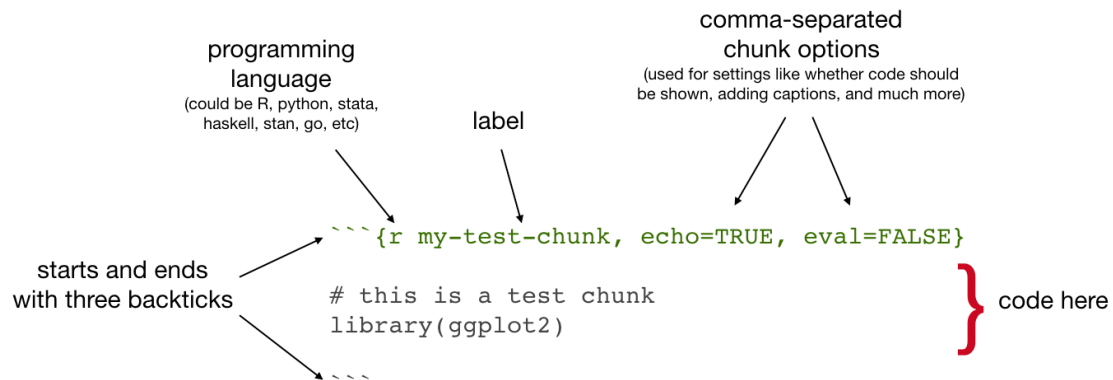 programming
language
(could be R, python, stata,
haskell, stan, go, etc)
label
comma-separated
chunk options
(used for settings like whether code should
be shown, adding captions, and much more)
```{r my-test-chunk, echo=TRUE, eval=FALSE}
starts and ends
with three backticks
# this is a test chunk
library(ggplot2)
code here
```